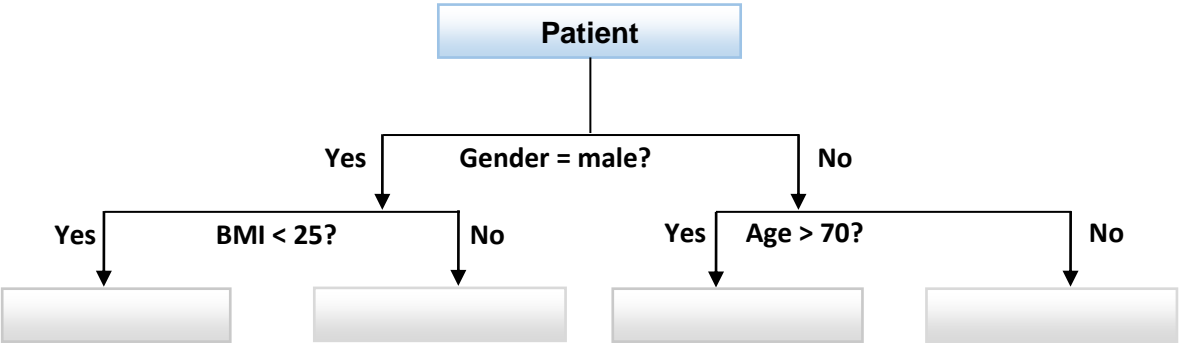 Patient
Yes Gender = male? No
Yes BMI < 25? No Yes Age > 70? No